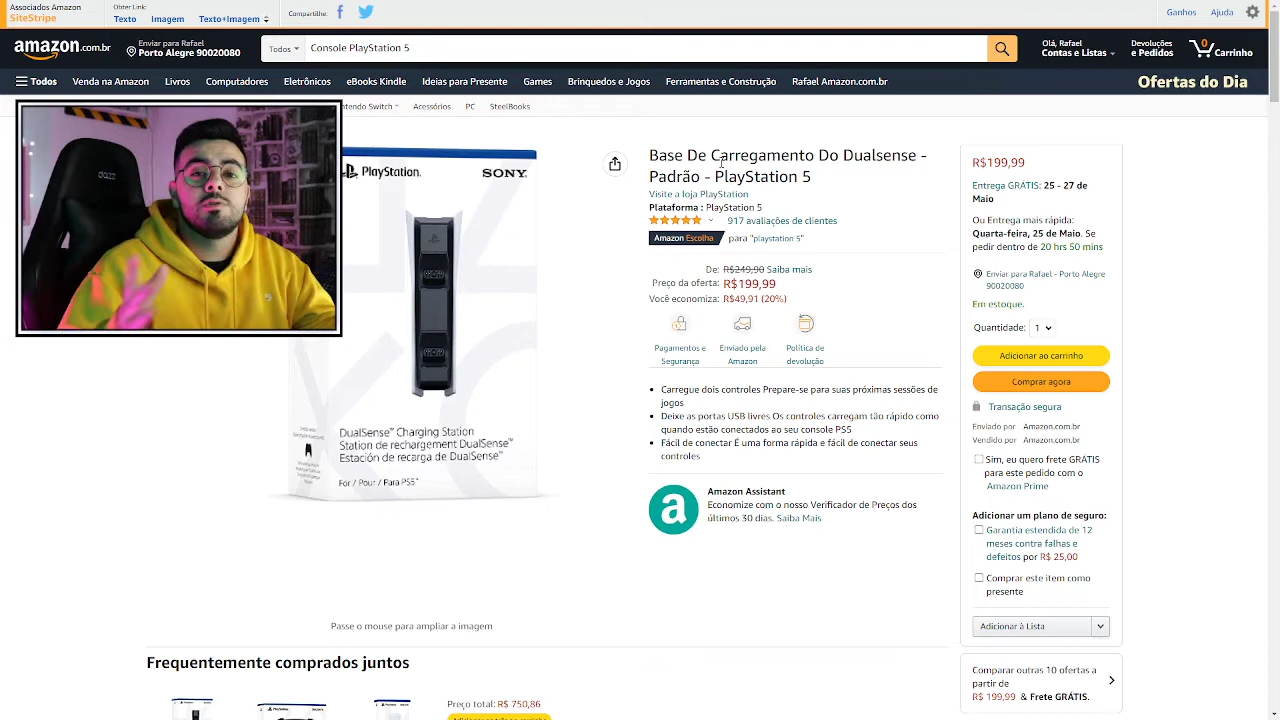 Associados Amazon
SiteStripe
Obter Link:
Texto Imagem Texto+Imagem
Compartilhe:
Ganhos Ajuda
amazon.com.br
Enviar para Rafael
Porto Alegre 90020080
Todos
Console PlayStation 5
Olá, Rafael
Contas e Listas
Devoluções
e Pedidos
0
Carrinho
Todos Venda na Amazon Livros Computadores Eletrônicos eBooks Kindle Ideias para Presente Games Brinquedos e Jogos Ferramentas e Construção Rafael Amazon.com.br
Ofertas do Dia
ntendo Switch Acessórios PC SteelBooks
PlayStation.
SONY
DualSense™ Charging Station
Station de rechargement DualSense™
Estación de recarga de DualSense™
For / Pour / Para PS5™
Passe o mouse para ampliar a imagem
Base De Carregamento Do Dualsense -
Padrão - PlayStation 5
Visite a loja PlayStation
Plataforma : PlayStation 5
917 avaliações de clientes
Amazon Escolha para "playstation 5"
De: R$249,90 Saiba mais
Preço da oferta: R$199,99
Você economiza: R$49,91 (20%)
Pagamentos e
Segurança
Enviado pela
Amazon
Política de
devolução
Carregue dois controles Prepare-se para suas próximas sessões de
jogos
Deixe as portas USB livres Os controles carregam tão rápido como
quando estão conectados ao seu console PS5
Fácil de conectar É uma forma rápida e fácil de conectar seus
controles
a
Amazon Assistant
Economize com o nosso Verificador de Preços dos
últimos 30 dias. Saiba Mais
R$199,99
Entrega GRÁTIS: 25 - 27 de
Maio
Ou Entrega mais rápida:
Quarta-feira, 25 de Maio. Se
pedir dentro de 20 hrs 50 mins
Enviar para Rafael - Porto Alegre
90020080
Em estoque.
Quantidade: 1
Adicionar ao carrinho
Comprar agora
Transação segura
Enviado por Amazon.com.br
Vendido por Amazon.com.br
Sim, eu quero frete GRÁTIS
para este pedido com o
Amazon Prime
Adicionar um plano de seguro:
Garantia estendida de 12
meses contra falhas e
defeitos por R$ 25,00
Comprar este item como
presente
Adicionar à Lista
Comparar outras 10 ofertas a
partir de
R$ 199,99 & Frete GRÁTIS.
Frequentemente comprados juntos
Preço total: R$ 750,86